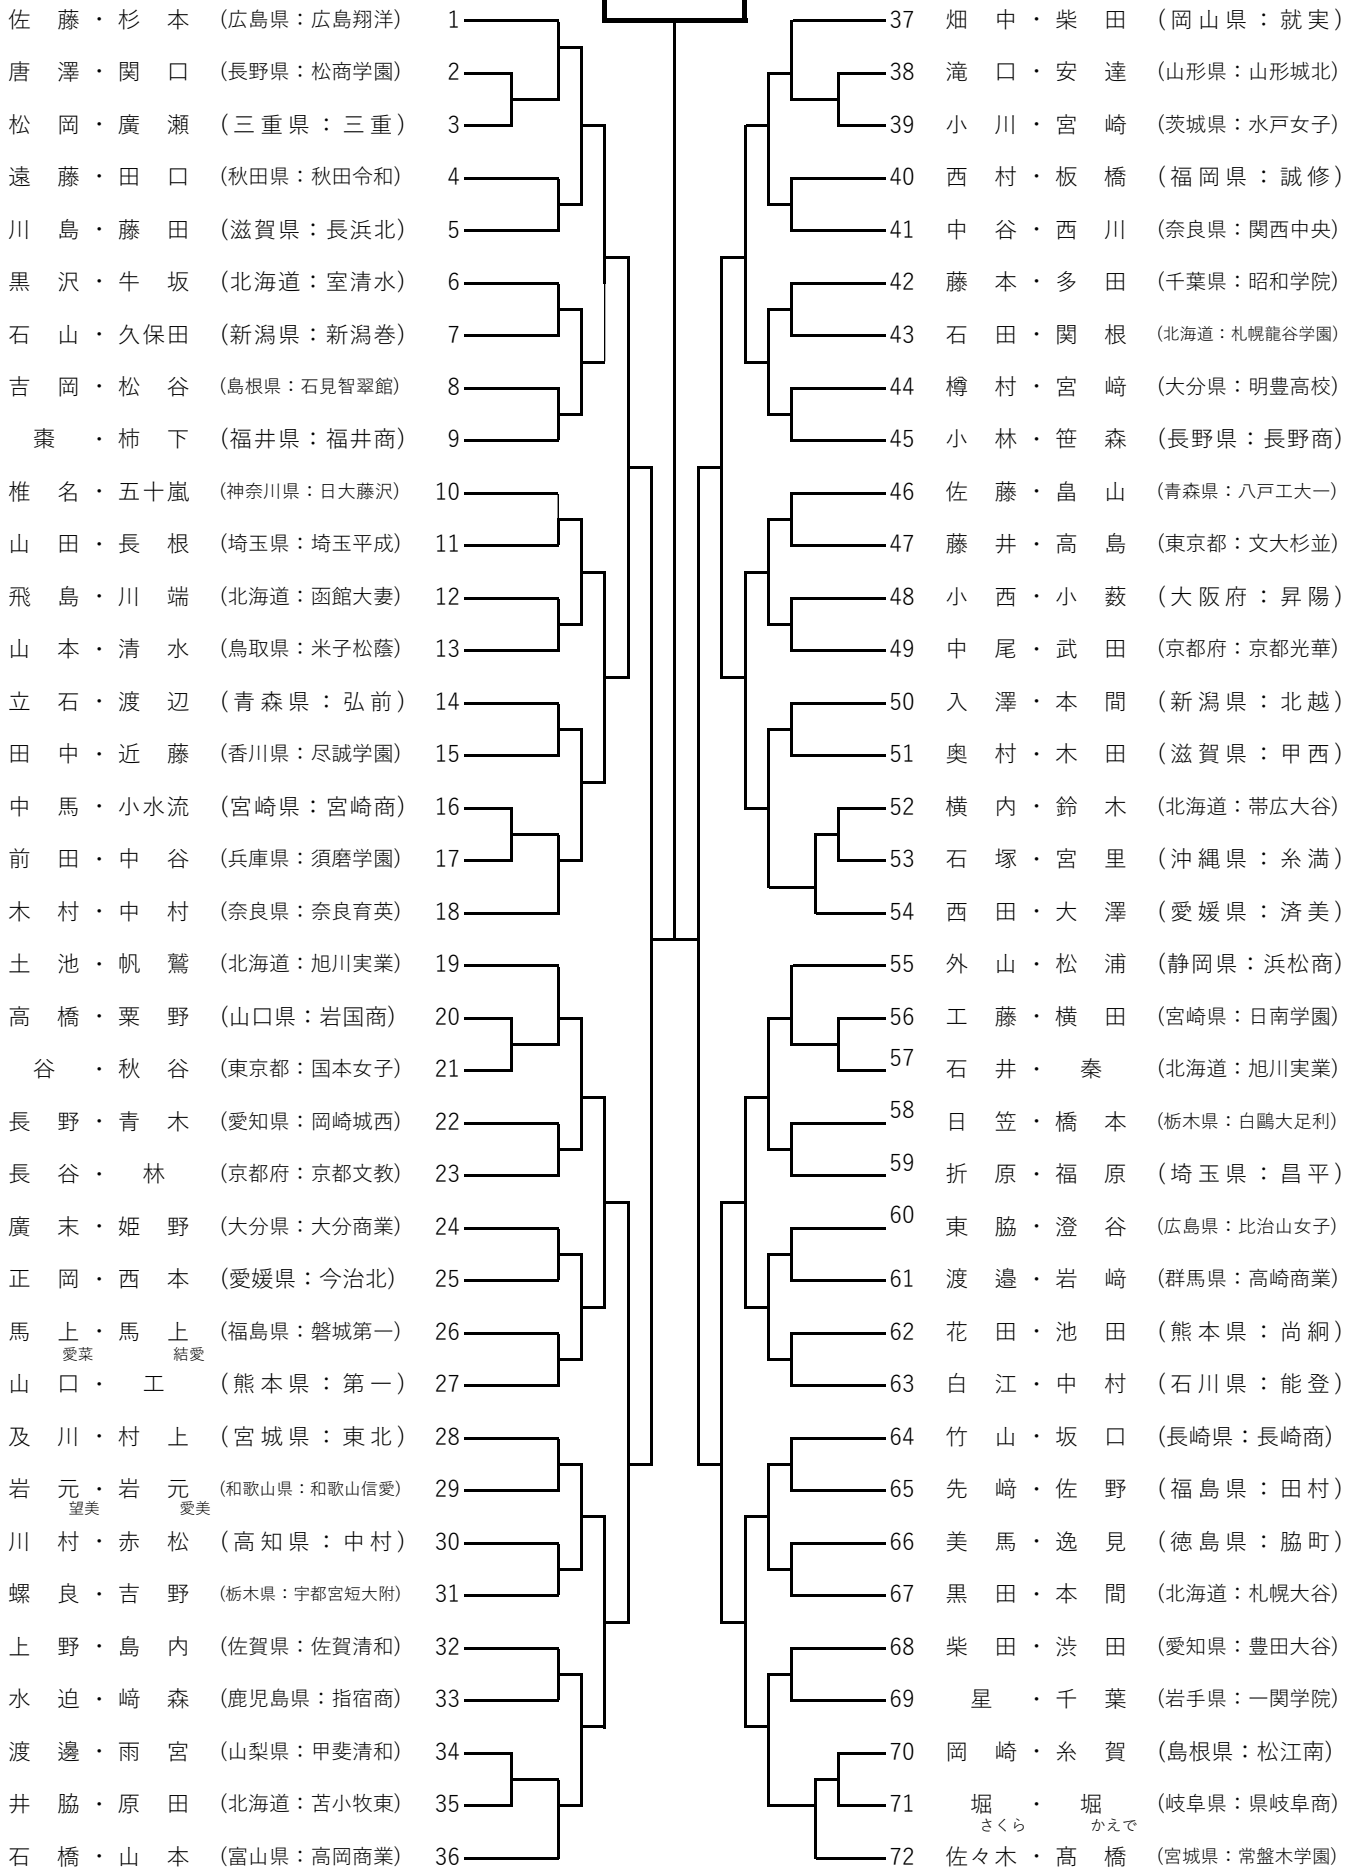 佐藤・杉本 (広島県：広島翔洋) 1
唐澤・関口 (長野県：松商学園) 2
松岡・廣瀬 (三重県：三重) 3
遠藤・田口 (秋田県：秋田令和) 4
川島・藤田 (滋賀県：長浜北) 5
黒沢・牛坂 (北海道：室清水) 6
石山・久保田 (新潟県：新潟巻) 7
吉岡・松谷 (島根県：石見智翠館) 8
棗・柿下 (福井県：福井商) 9
椎名・五十嵐 (神奈川県：日大藤沢) 10
山田・長根 (埼玉県：埼玉平成) 11
飛島・川端 (北海道：函館大妻) 12
山本・清水 (鳥取県：米子松蔭) 13
立石・渡辺 (青森県：弘前) 14
田中・近藤 (香川県：尽誠学園) 15
中馬・小水流 (宮崎県：宮崎商) 16
前田・中谷 (兵庫県：須磨学園) 17
木村・中村 (奈良県：奈良育英) 18
土池・帆鷲 (北海道：旭川実業) 19
高橋・粟野 (山口県：岩国商) 20
谷・秋谷 (東京都：国本女子) 21
長野・青木 (愛知県：岡崎城西) 22
長谷・林 (京都府：京都文教) 23
廣末・姫野 (大分県：大分商業) 24
正岡・西本 (愛媛県：今治北) 25
馬上・馬上 (福島県：磐城第一) 26
愛菜 結愛
山口・工 (熊本県：第一) 27
及川・村上 (宮城県：東北) 28
岩元・岩元 (和歌山県：和歌山信愛) 29
望美 愛美
川村・赤松 (高知県：中村) 30
螺良・吉野 (栃木県：宇都宮短大附) 31
上野・島内 (佐賀県：佐賀清和) 32
水迫・﨑森 (鹿児島県：指宿商) 33
渡邊・雨宮 (山梨県：甲斐清和) 34
井脇・原田 (北海道：苫小牧東) 35
石橋・山本 (富山県：高岡商業) 36
37 畑中・柴田 (岡山県：就実)
38 滝口・安達 (山形県：山形城北)
39 小川・宮崎 (茨城県：水戸女子)
40 西村・板橋 (福岡県：誠修)
41 中谷・西川 (奈良県：関西中央)
42 藤本・多田 (千葉県：昭和学院)
43 石田・関根 (北海道：札幌龍谷学園)
44 樽村・宮﨑 (大分県：明豊高校)
45 小林・笹森 (長野県：長野商)
46 佐藤・畠山 (青森県：八戸工大一)
47 藤井・高島 (東京都：文大杉並)
48 小西・小薮 (大阪府：昇陽)
49 中尾・武田 (京都府：京都光華)
50 入澤・本間 (新潟県：北越)
51 奥村・木田 (滋賀県：甲西)
52 横内・鈴木 (北海道：帯広大谷)
53 石塚・宮里 (沖縄県：糸満)
54 西田・大澤 (愛媛県：済美)
55 外山・松浦 (静岡県：浜松商)
56 工藤・横田 (宮崎県：日南学園)
57 石井・秦 (北海道：旭川実業)
58 日笠・橋本 (栃木県：白鷗大足利)
59 折原・福原 (埼玉県：昌平)
60 東脇・澄谷 (広島県：比治山女子)
61 渡邉・岩﨑 (群馬県：高崎商業)
62 花田・池田 (熊本県：尚絅)
63 白江・中村 (石川県：能登)
64 竹山・坂口 (長崎県：長崎商)
65 先﨑・佐野 (福島県：田村)
66 美馬・逸見 (徳島県：脇町)
67 黒田・本間 (北海道：札幌大谷)
68 柴田・渋田 (愛知県：豊田大谷)
69 星・千葉 (岩手県：一関学院)
70 岡崎・糸賀 (島根県：松江南)
71 堀・堀 (岐阜県：県岐阜商)
さくら かえで
72 佐々木・髙橋 (宮城県：常盤木学園)